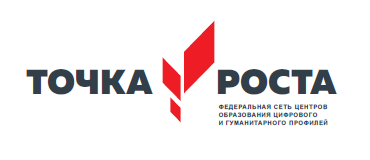 ТОЧКА РОСТА
ФЕДЕРАЛЬНАЯ СЕТЬ ЦЕНТРОВ
ОБРАЗОВАНИЯ ЦИФРОВОГО
И ГУМАНИТАРНОГО ПРОФИЛЕЙ